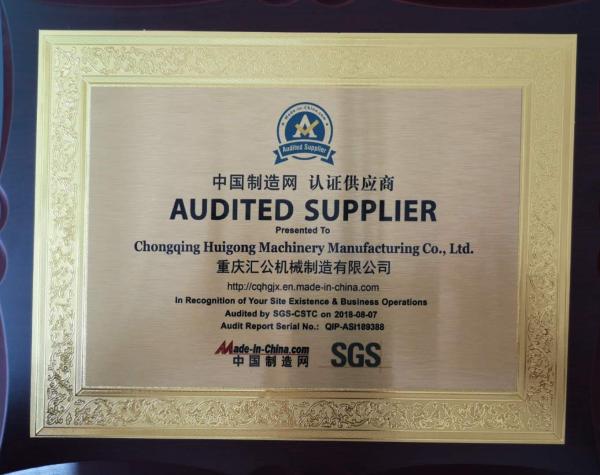 Made-in-China.com
Audited Supplier
中国制造网 认证供应商
AUDITED SUPPLIER
Presented To
Chongqing Huigong Machinery Manufacturing Co., Ltd.
重庆汇公机械制造有限公司
http://cqhgjx.en.made-in-china.com
In Recognition of Your Site Existence & Business Operations
Audited by SGS-CSTC on 2018-08-07
Audit Report Serial No.: QIP-ASI189388
Made-in-China.com SGS
中国制造网